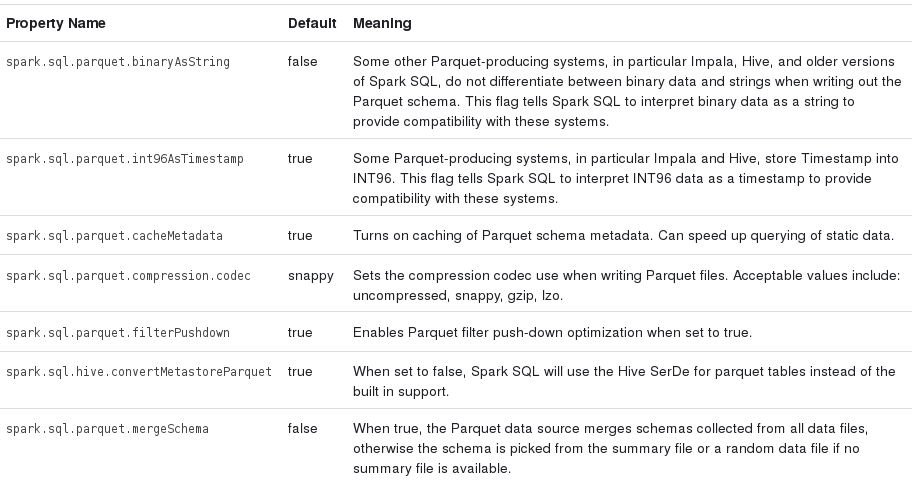 Property Name Default Meaning
spark.sql.parquet.binaryAsString false Some other Parquet-producing systems, in particular Impala, Hive, and older versions
of Spark SQL, do not differentiate between binary data and strings when writing out the
Parquet schema. This flag tells Spark SQL to interpret binary data as a string to
provide compatibility with these systems.
spark.sql.parquet.int96AsTimestamp true Some Parquet-producing systems, in particular Impala and Hive, store Timestamp into
INT96. This flag tells Spark SQL to interpret INT96 data as a timestamp to provide
compatibility with these systems.
spark.sql.parquet.cacheMetadata true Turns on caching of Parquet schema metadata. Can speed up querying of static data.
spark.sql.parquet.compression.codec snappy Sets the compression codec use when writing Parquet files. Acceptable values include:
uncompressed, snappy, gzip, lzo.
spark.sql.parquet.filterPushdown true Enables Parquet filter push-down optimization when set to true.
spark.sql.hive.convertMetastoreParquet true When set to false, Spark SQL will use the Hive SerDe for parquet tables instead of the
built in support.
spark.sql.parquet.mergeSchema false When true, the Parquet data source merges schemas collected from all data files,
otherwise the schema is picked from the summary file or a random data file if no
summary file is available.